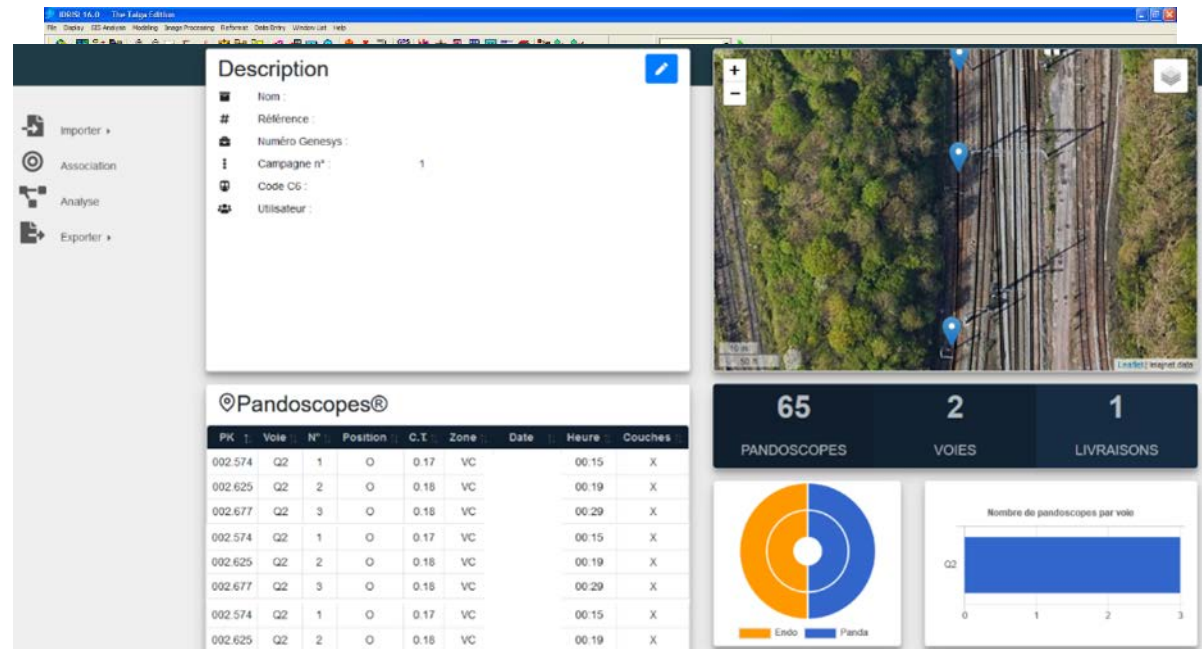 IDRISI 16.0 The Taiga Edition
File Display GIS Analysis Modeling Image Processing Reformat Data Entry Window List Help
Importer
Association
Analyse
Exporter
Description
Nom :
Référence :
Numéro Genesys :
Campagne n° : 1
Code C6 :
Utilisateur :
+
−
50 ft
Leaflet | mapnet data
Pandoscopes®
PK Voie N° Position C.T. Zone Date Heure Couches
002.574 Q2 1 O 0.17 VC 00:15 X
002.625 Q2 2 O 0.18 VC 00:19 X
002.677 Q2 3 O 0.18 VC 00:29 X
002.574 Q2 1 O 0.17 VC 00:15 X
002.625 Q2 2 O 0.18 VC 00:19 X
002.677 Q2 3 O 0.18 VC 00:29 X
002.574 Q2 1 O 0.17 VC 00:15 X
002.625 Q2 2 O 0.18 VC 00:19 X
65 2 1
PANDOSCOPES VOIES LIVRAISONS
Endo Panda
Nombre de pandoscopes par voie
Q2
0 1 2 3